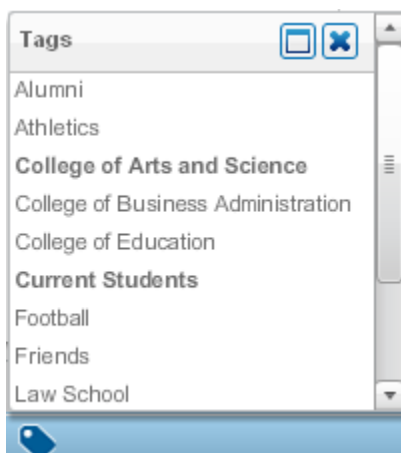 Tags
Alumni
Athletics
College of Arts and Science
College of Business Administration
College of Education
Current Students
Football
Friends
Law School